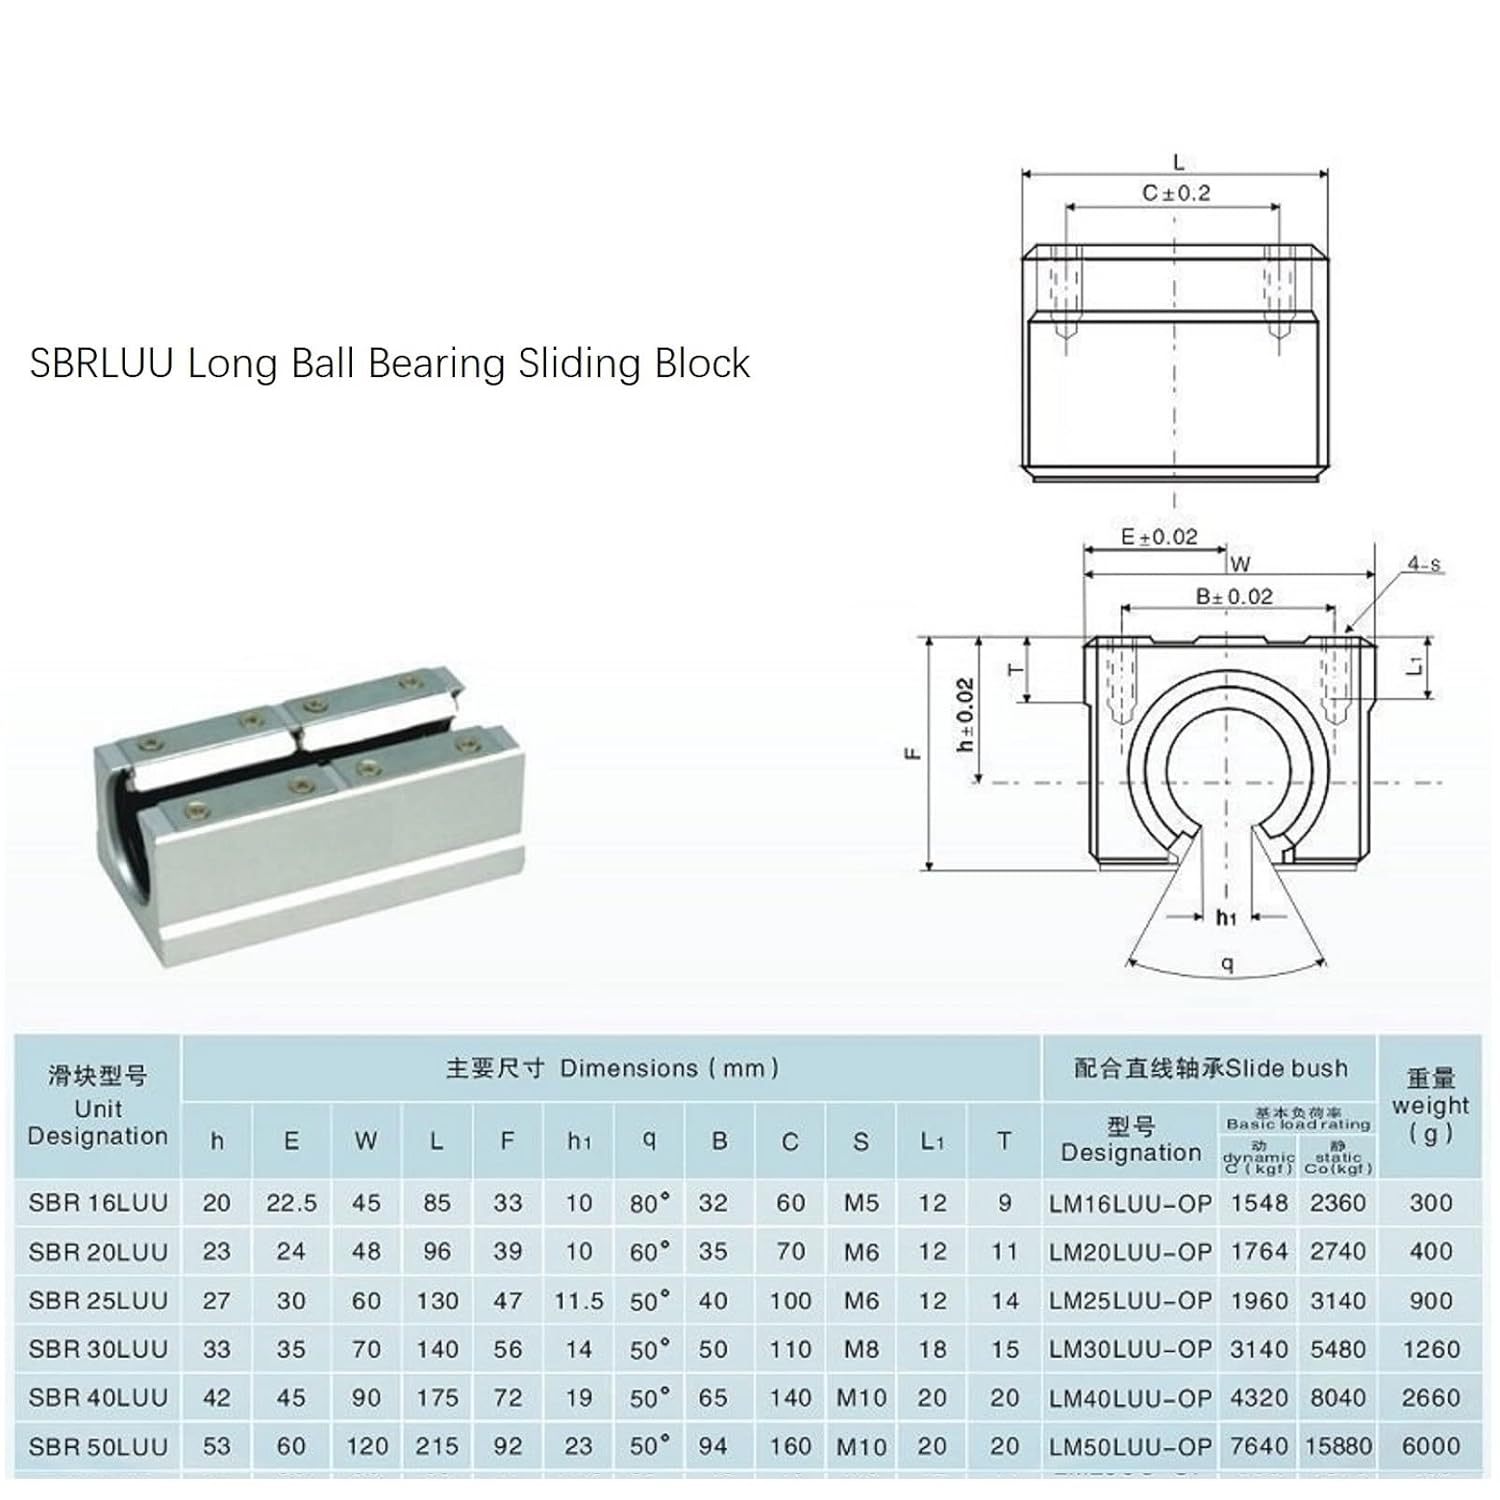 L
C±0.2
SBRLUU Long Ball Bearing Sliding Block
E±0.02
W
4-s
B±0.02
T
L1
h±0.02
F
h1
q
滑块型号 Unit Designation
主要尺寸 Dimensions ( mm )
配合直线轴承Slide bush
重量 weight ( g )
h E W L F h1 q B C S L1 T
型号 Designation
基本负荷率 Basic load rating
动 dynamic C ( kgf )
静 static Co(kgf)
SBR 16LUU 20 22.5 45 85 33 10 80° 32 60 M5 12 9 LM16LUU-OP 1548 2360 300
SBR 20LUU 23 24 48 96 39 10 60° 35 70 M6 12 11 LM20LUU-OP 1764 2740 400
SBR 25LUU 27 30 60 130 47 11.5 50° 40 100 M6 12 14 LM25LUU-OP 1960 3140 900
SBR 30LUU 33 35 70 140 56 14 50° 50 110 M8 18 15 LM30LUU-OP 3140 5480 1260
SBR 40LUU 42 45 90 175 72 19 50° 65 140 M10 20 20 LM40LUU-OP 4320 8040 2660
SBR 50LUU 53 60 120 215 92 23 50° 94 160 M10 20 20 LM50LUU-OP 7640 15880 6000